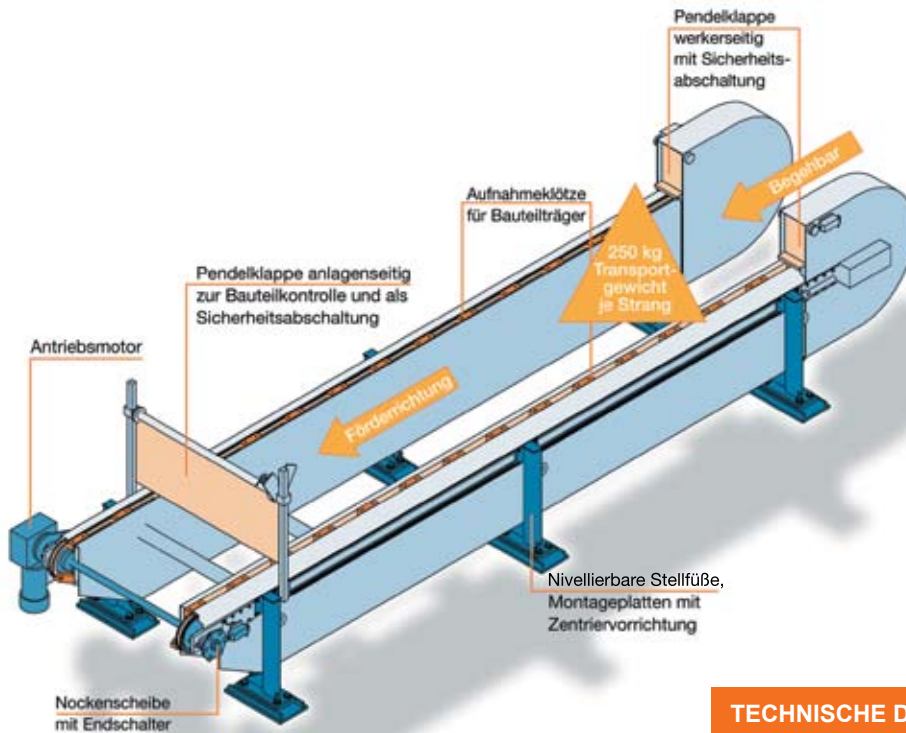 Pendelklappe
werkerseitig
mit Sicherheits-
abschaltung
Begehbar
Aufnahmeklötze
für Bauteilträger
250 kg
Transport-
gewicht
je Strang
Pendelklappe anlagenseitig
zur Bauteilkontrolle und als
Sicherheitsabschaltung
Antriebsmotor
Förderrichtung
Nivellierbare Stellfüße,
Montageplatten mit
Zentriervorrichtung
Nockenscheibe
mit Endschalter
TECHNISCHE D